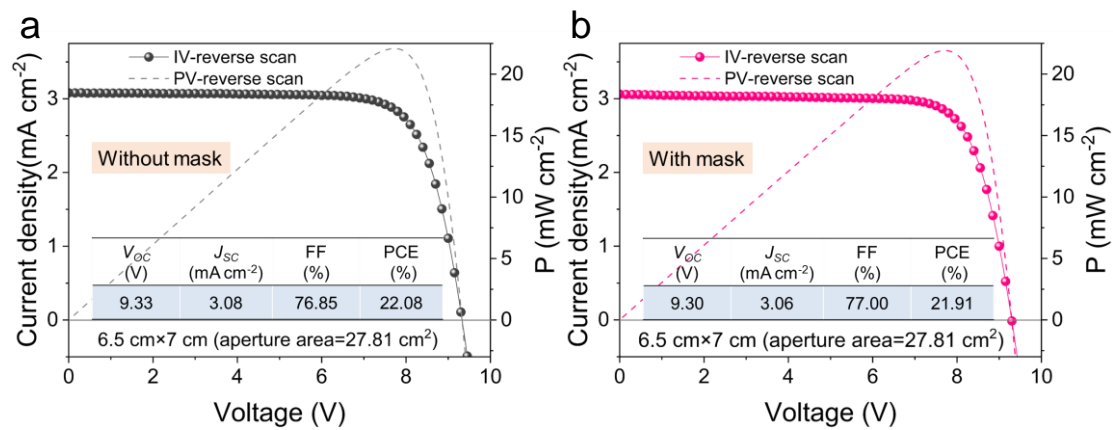 a
IV-reverse scan
PV-reverse scan
Current density(mA cm-2)
4
3
2
1
0
Without mask
VOC (V) JSC (mA cm-2) FF (%) PCE (%)
9.33 3.08 76.85 22.08
6.5 cm×7 cm (aperture area=27.81 cm2)
0 2 4 6 8 10
Voltage (V)
20
15
10
5
0
P (mW cm-2)
b
IV-reverse scan
PV-reverse scan
Current density(mA cm-2)
4
3
2
1
0
With mask
VOC (V) JSC (mA cm-2) FF (%) PCE (%)
9.30 3.06 77.00 21.91
6.5 cm×7 cm (aperture area=27.81 cm2)
0 2 4 6 8 10
Voltage (V)
20
15
10
5
0
P (mW cm-2)